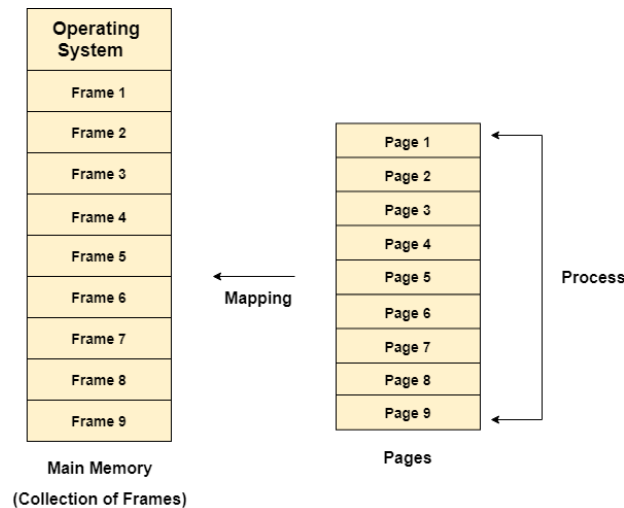 Operating
System
Frame 1
Frame 2
Frame 3
Frame 4
Frame 5
Frame 6
Frame 7
Frame 8
Frame 9
Main Memory
(Collection of Frames)
Mapping
Page 1
Page 2
Page 3
Page 4
Page 5
Page 6
Page 7
Page 8
Page 9
Pages
Process